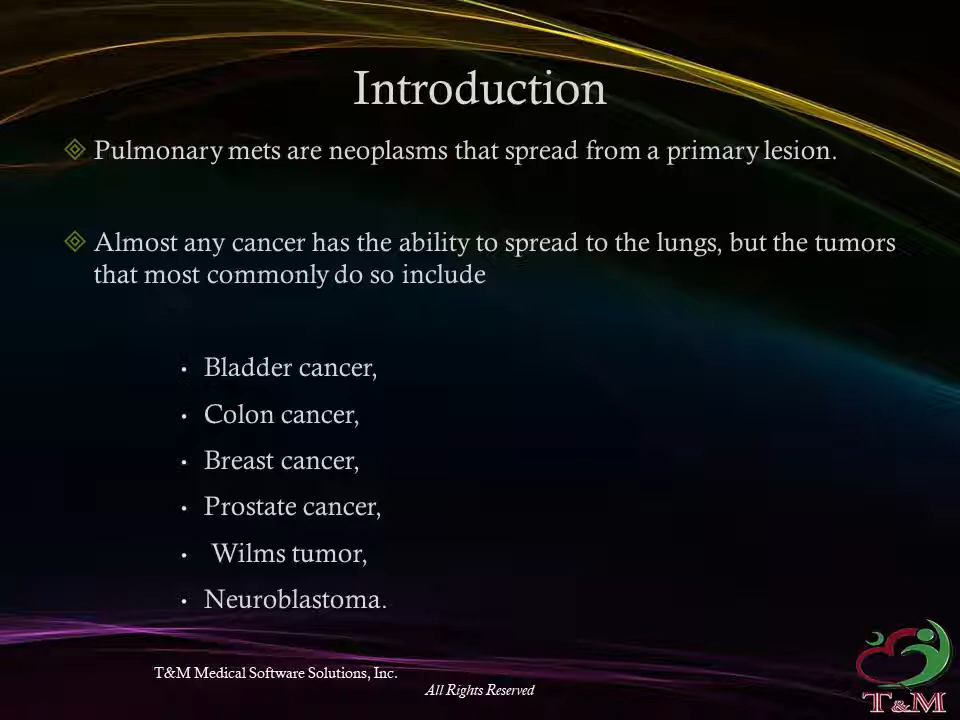 Introduction
Pulmonary mets are neoplasms that spread from a primary lesion.
Almost any cancer has the ability to spread to the lungs, but the tumors
that most commonly do so include
• Bladder cancer,
• Colon cancer,
• Breast cancer,
• Prostate cancer,
• Wilms tumor,
• Neuroblastoma.
T&M Medical Software Solutions, Inc.
All Rights Reserved
T&M